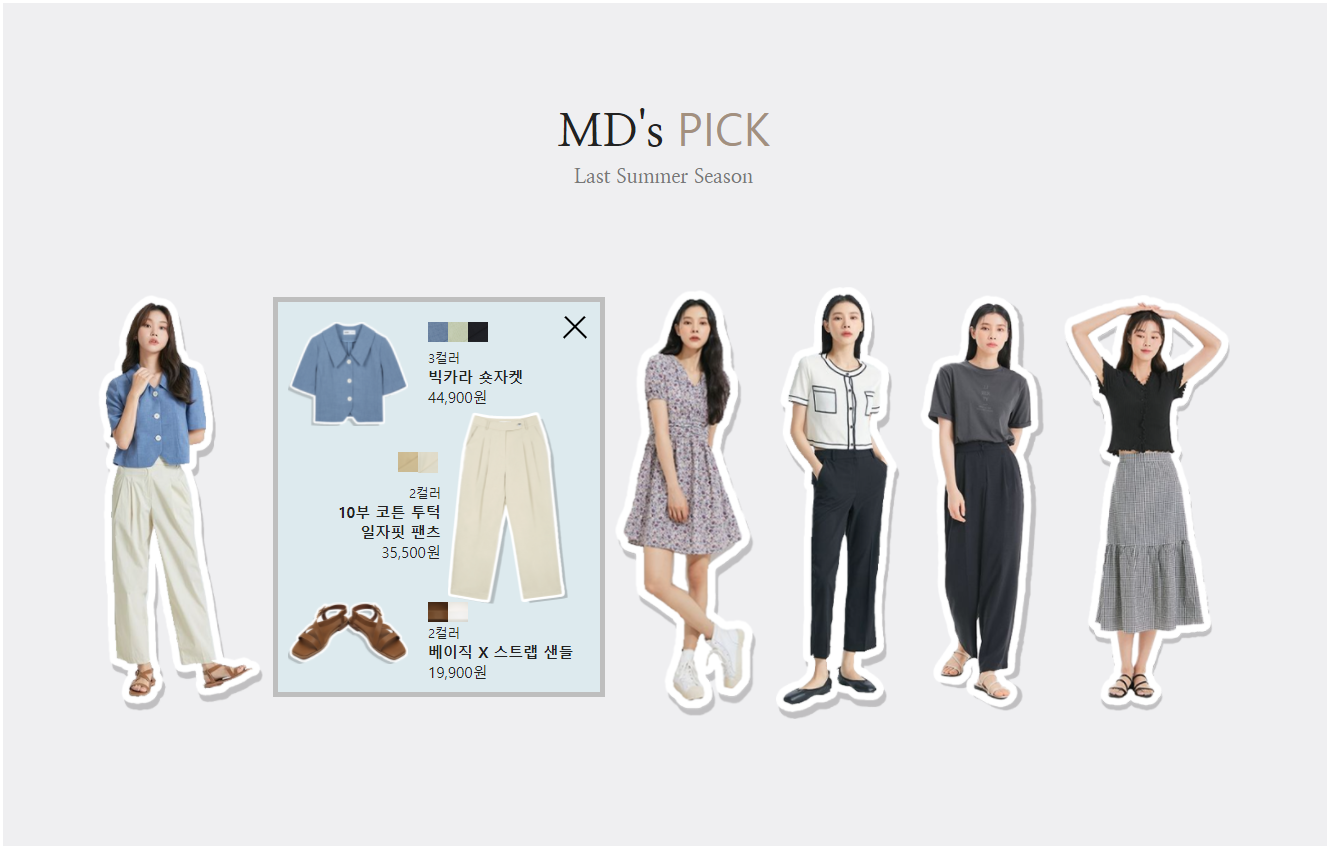 MD's PICK
Last Summer Season
3컬러
빅카라 숏자켓
44,900원
2컬러
10부 코튼 투턱
일자핏 팬츠
35,500원
2컬러
베이직 X 스트랩 샌들
19,900원